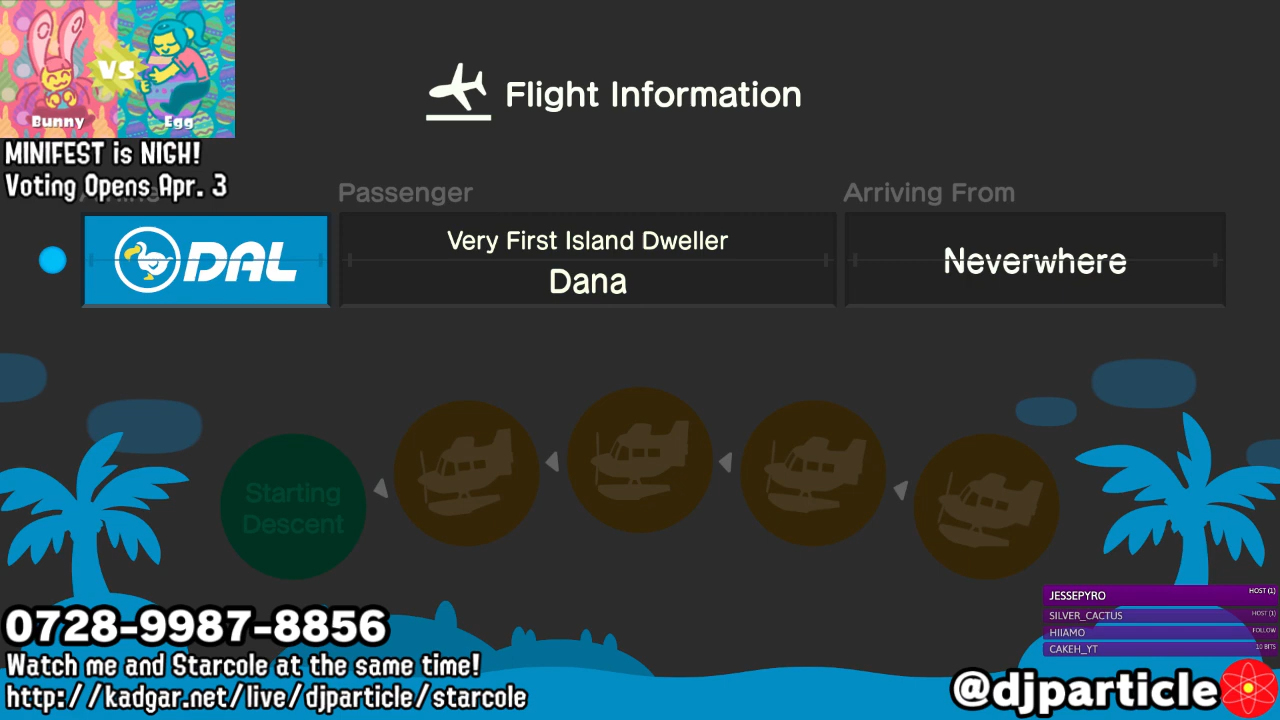 Bunny
VS
Egg
MINIFEST is NIGH!
Voting Opens Apr. 3
Flight Information
Airline
Passenger
Arriving From
DAL
Very First Island Dweller
Dana
Neverwhere
Starting
Descent
0728-9987-8856
Watch me and Starcole at the same time!
http://kadgar.net/live/djparticle/starcole
JESSEPYRO HOST (1)
SILVER_CACTUS HOST (1)
HIIAMO FOLLOW
CAKEH_YT 10 BITS
@djparticle